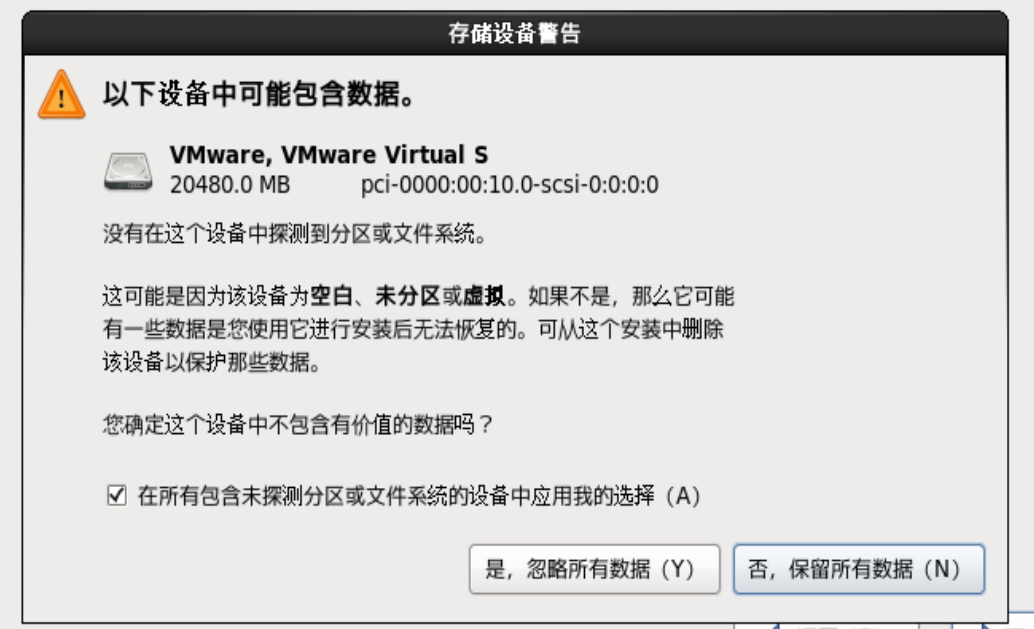 存储设备警告
以下设备中可能包含数据。
VMware, VMware Virtual S
20480.0 MB pci-0000:00:10.0-scsi-0:0:0:0
没有在这个设备中探测到分区或文件系统。
这可能是因为该设备为空白、未分区或虚拟。如果不是，那么它可能
有一些数据是您使用它进行安装后无法恢复的。可从这个安装中删除
该设备以保护那些数据。
您确定这个设备中不包含有价值的数据吗？
在所有包含未探测分区或文件系统的设备中应用我的选择（A）
是，忽略所有数据（Y） 否，保留所有数据（N）